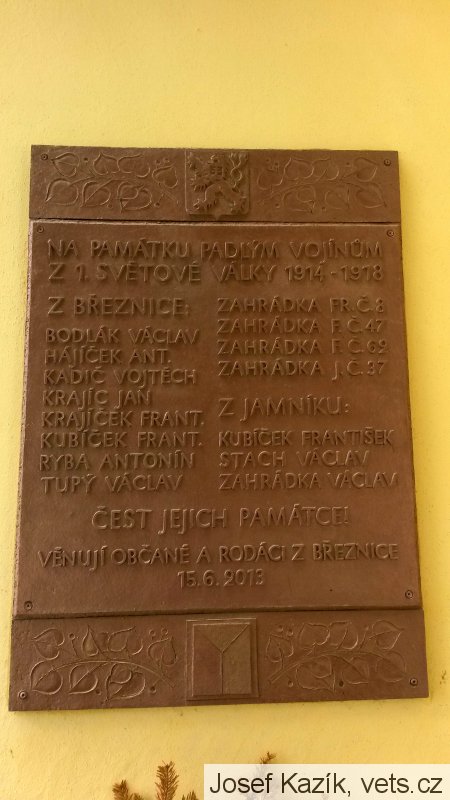 NA PAMÁTKU PADLÝM VOJÍNŮM
Z 1. SVĚTOVÉ VÁLKY 1914 - 1918
Z BŘEZNICE:
BODLÁK VÁCLAV
HÁJÍČEK ANT.
KADIČ VOJTĚCH
KRAJÍC JAN
KRAJÍČEK FRANT.
KUBÍČEK FRANT.
RYBA ANTONÍN
TUPÝ VÁCLAV
ZAHRÁDKA FR. Č. 8
ZAHRÁDKA F. Č. 47
ZAHRÁDKA F. Č. 62
ZAHRÁDKA J. Č. 37
Z JAMNÍKU:
KUBÍČEK FRANTIŠEK
STACH VÁCLAV
ZAHRÁDKA VÁCLAV
ČEST JEJICH PAMÁTCE!
VĚNUJÍ OBČANÉ A RODÁCI Z BŘEZNICE
15. 6. 2013
Josef Kazík, vets.cz